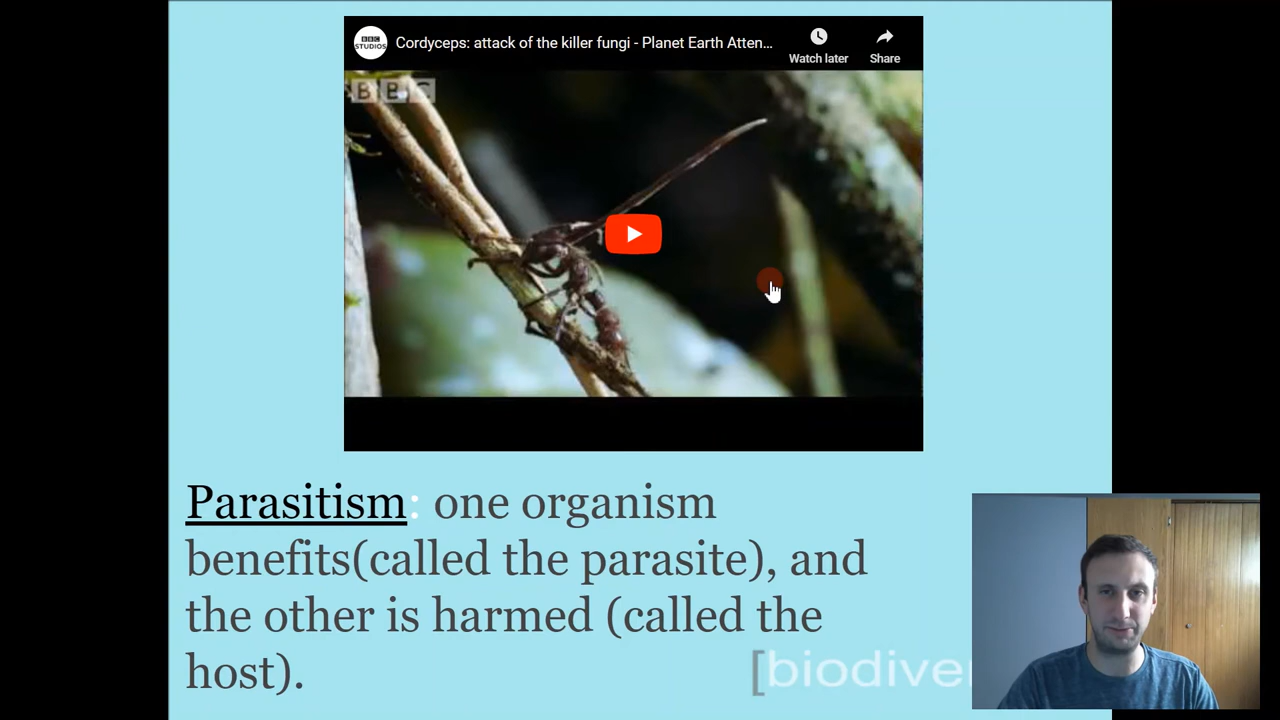 BBC
STUDIOS
Cordyceps: attack of the killer fungi - Planet Earth Atten...
Watch later
Share
BBC
Parasitism: one organism
benefits(called the parasite), and
the other is harmed (called the
host).
[biodiver